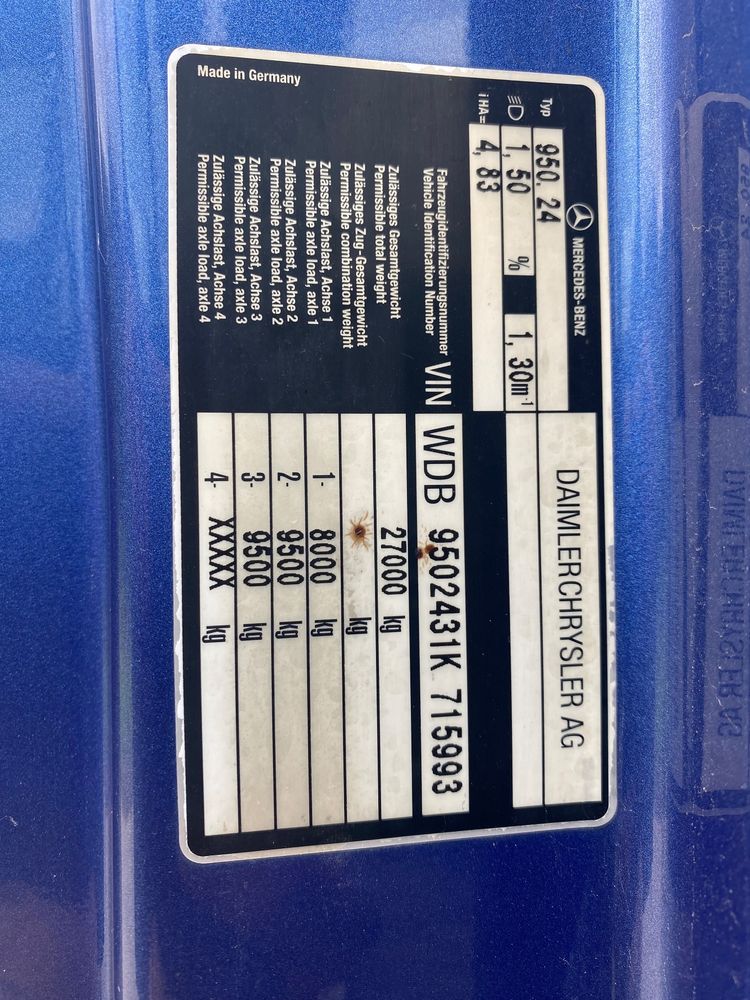 MERCEDES-BENZ
DAIMLERCHRYSLER AG
Typ 950.24
1,50 % 1,30m-1
iHA= 4,83
Fahrzeugidentifizierungsnummer
Vehicle Identification Number VIN WDB 9502431K 715993
Zulässiges Gesamtgewicht
Permissible total weight 27000 kg
Zulässiges Zug-Gesamtgewicht
Permissible combination weight kg
Zulässige Achslast, Achse 1
Permissible axle load, axle 1 1- 8000 kg
Zulässige Achslast, Achse 2
Permissible axle load, axle 2 2- 9500 kg
Zulässige Achslast, Achse 3
Permissible axle load, axle 3 3- 9500 kg
Zulässige Achslast, Achse 4
Permissible axle load, axle 4 4- XXXXX kg
Made in Germany